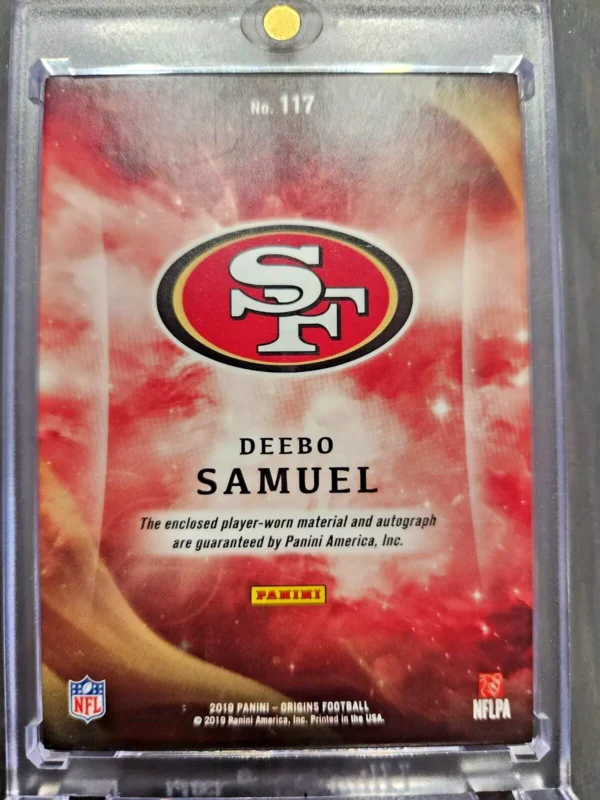 No. 117
SF
DEEBO
SAMUEL
The enclosed player-worn material and autograph
are guaranteed by Panini America, Inc.
PANINI
NFL
NFLPA
2019 PANINI – ORIGINS FOOTBALL
© 2019 Panini America, Inc. Printed in the USA.